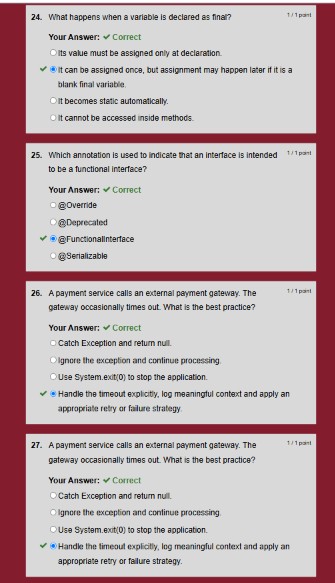 24. What happens when a variable is declared as final? 1 / 1 point
Your Answer: ✔ Correct
Its value must be assigned only at declaration.
It can be assigned once, but assignment may happen later if it is a
blank final variable.
It becomes static automatically.
It cannot be accessed inside methods.
25. Which annotation is used to indicate that an interface is intended 1 / 1 point
to be a functional interface?
Your Answer: ✔ Correct
@Override
@Deprecated
@FunctionalInterface
@Serializable
26. A payment service calls an external payment gateway. The 1 / 1 point
gateway occasionally times out. What is the best practice?
Your Answer: ✔ Correct
Catch Exception and return null.
Ignore the exception and continue processing.
Use System.exit(0) to stop the application.
Handle the timeout explicitly, log meaningful context and apply an
appropriate retry or failure strategy.
27. A payment service calls an external payment gateway. The 1 / 1 point
gateway occasionally times out. What is the best practice?
Your Answer: ✔ Correct
Catch Exception and return null.
Ignore the exception and continue processing.
Use System.exit(0) to stop the application.
Handle the timeout explicitly, log meaningful context and apply an
appropriate retry or failure strategy.